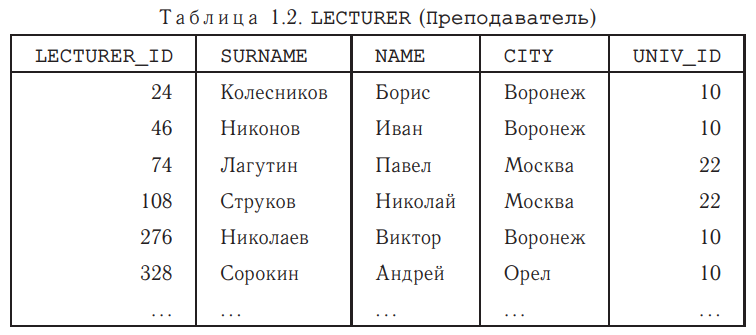 Таблица 1.2. LECTURER (Преподаватель)
LECTURER_ID SURNAME NAME CITY UNIV_ID
24 Колесников Борис Воронеж 10
46 Никонов Иван Воронеж 10
74 Лагутин Павел Москва 22
108 Струков Николай Москва 22
276 Николаев Виктор Воронеж 10
328 Сорокин Андрей Орел 10
... ... ... ... ...